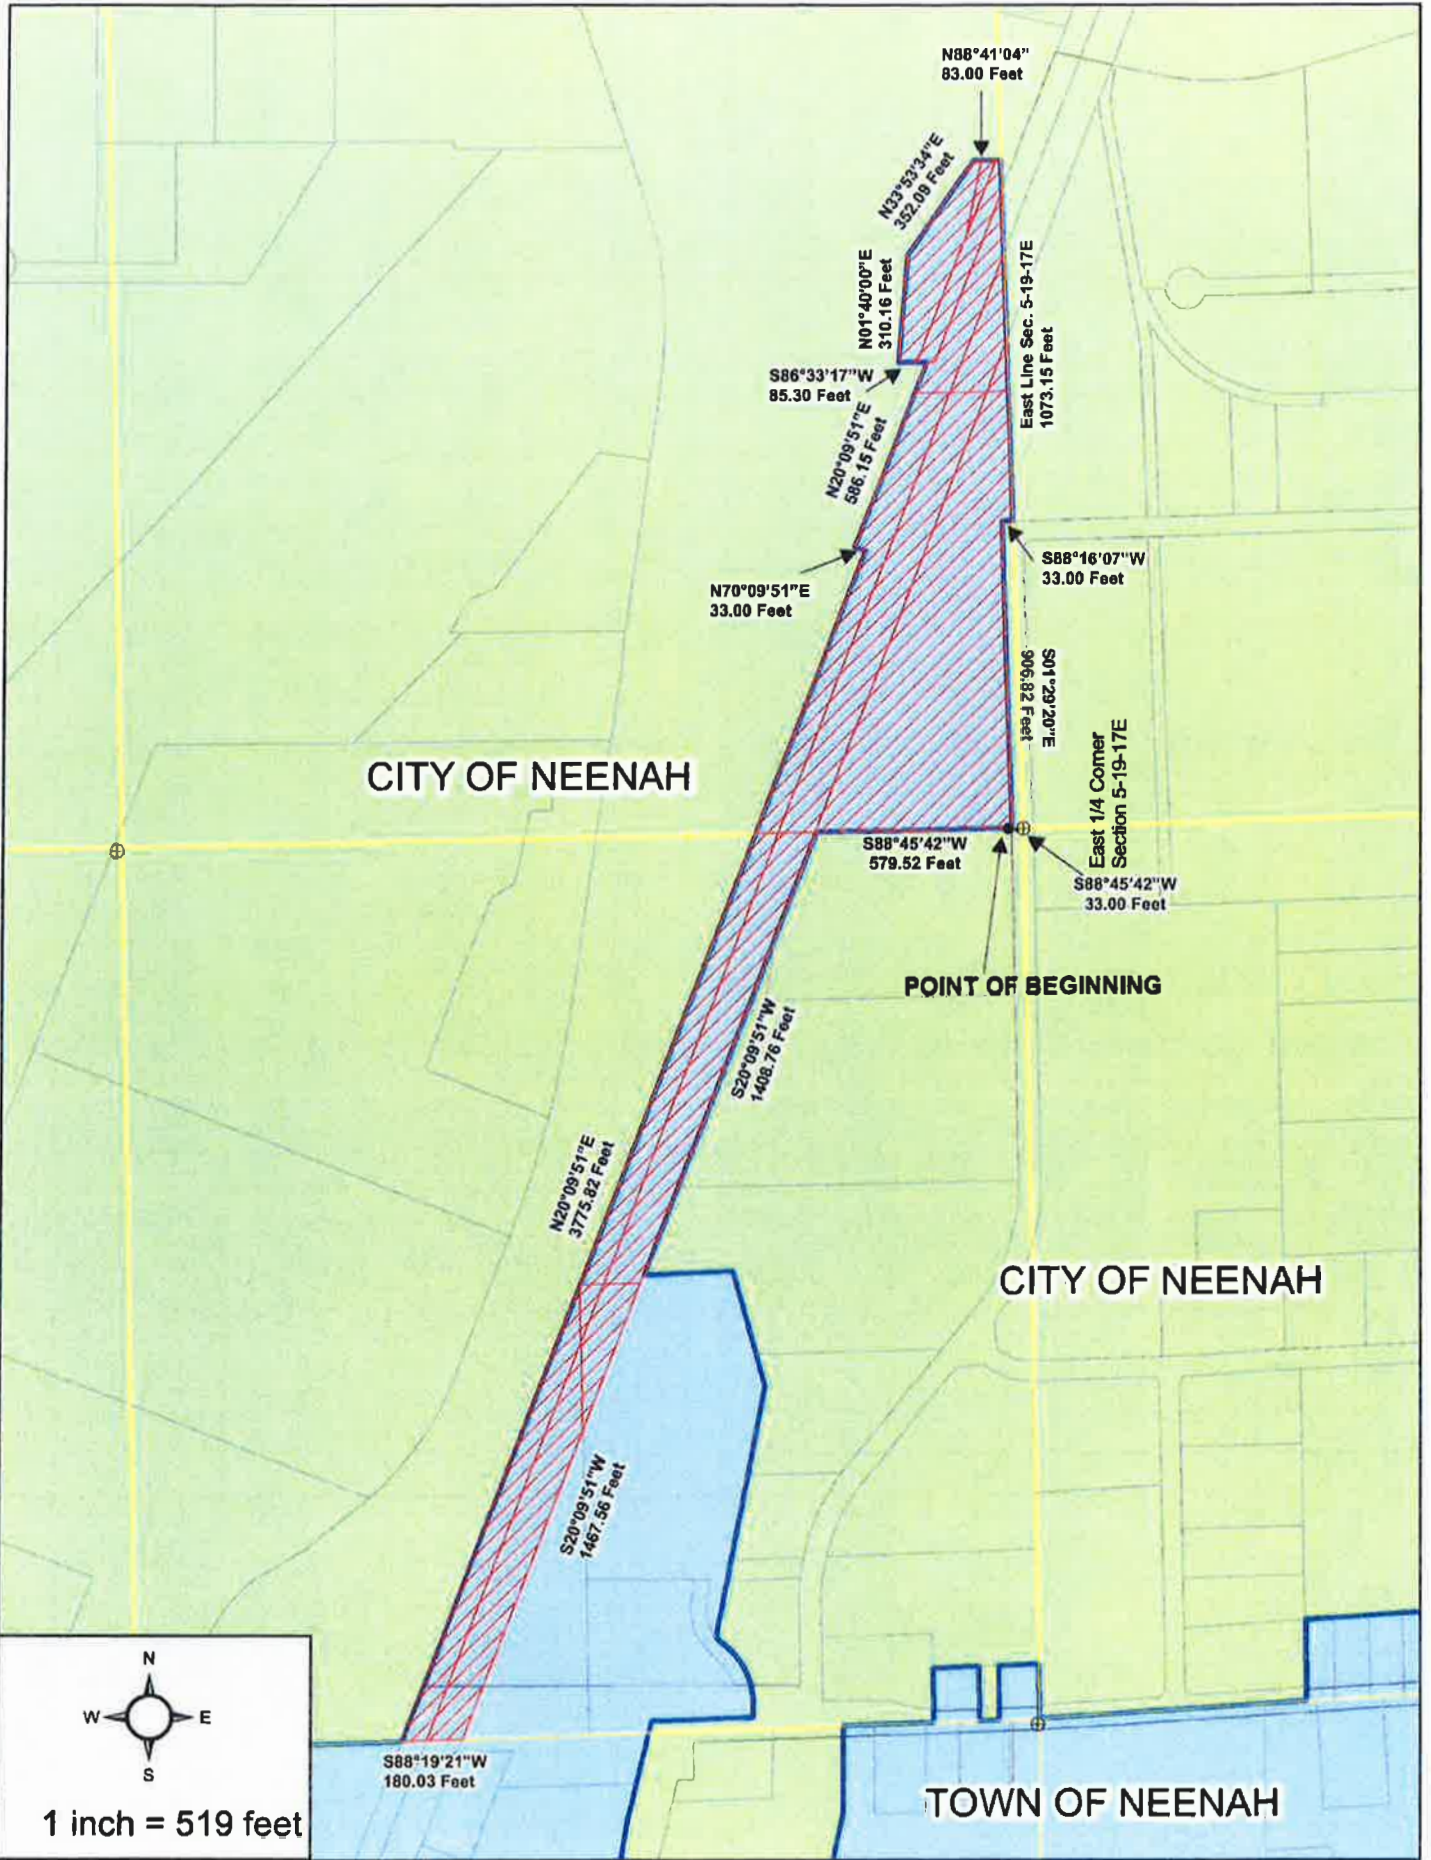 N88°41'04"
83.00 Feet
N33°53'34"E
352.09 Feet
N01°40'00"E
310.16 Feet
East Line Sec. 5-19-17E
1073.15 Feet
S86°33'17"W
85.30 Feet
N20°09'51"E
586.15 Feet
S88°16'07"W
33.00 Feet
N70°09'51"E
33.00 Feet
S01°29'20"E
906.82 Feet
East 1/4 Corner
Section 5-19-17E
CITY OF NEENAH
S88°45'42"W
579.52 Feet
S88°45'42"W
33.00 Feet
POINT OF BEGINNING
S20°09'51"W
1408.76 Feet
N20°09'51"E
3775.82 Feet
CITY OF NEENAH
S20°09'51"W
1467.56 Feet
N
W
E
S
1 inch = 519 feet
S88°19'21"W
180.03 Feet
TOWN OF NEENAH